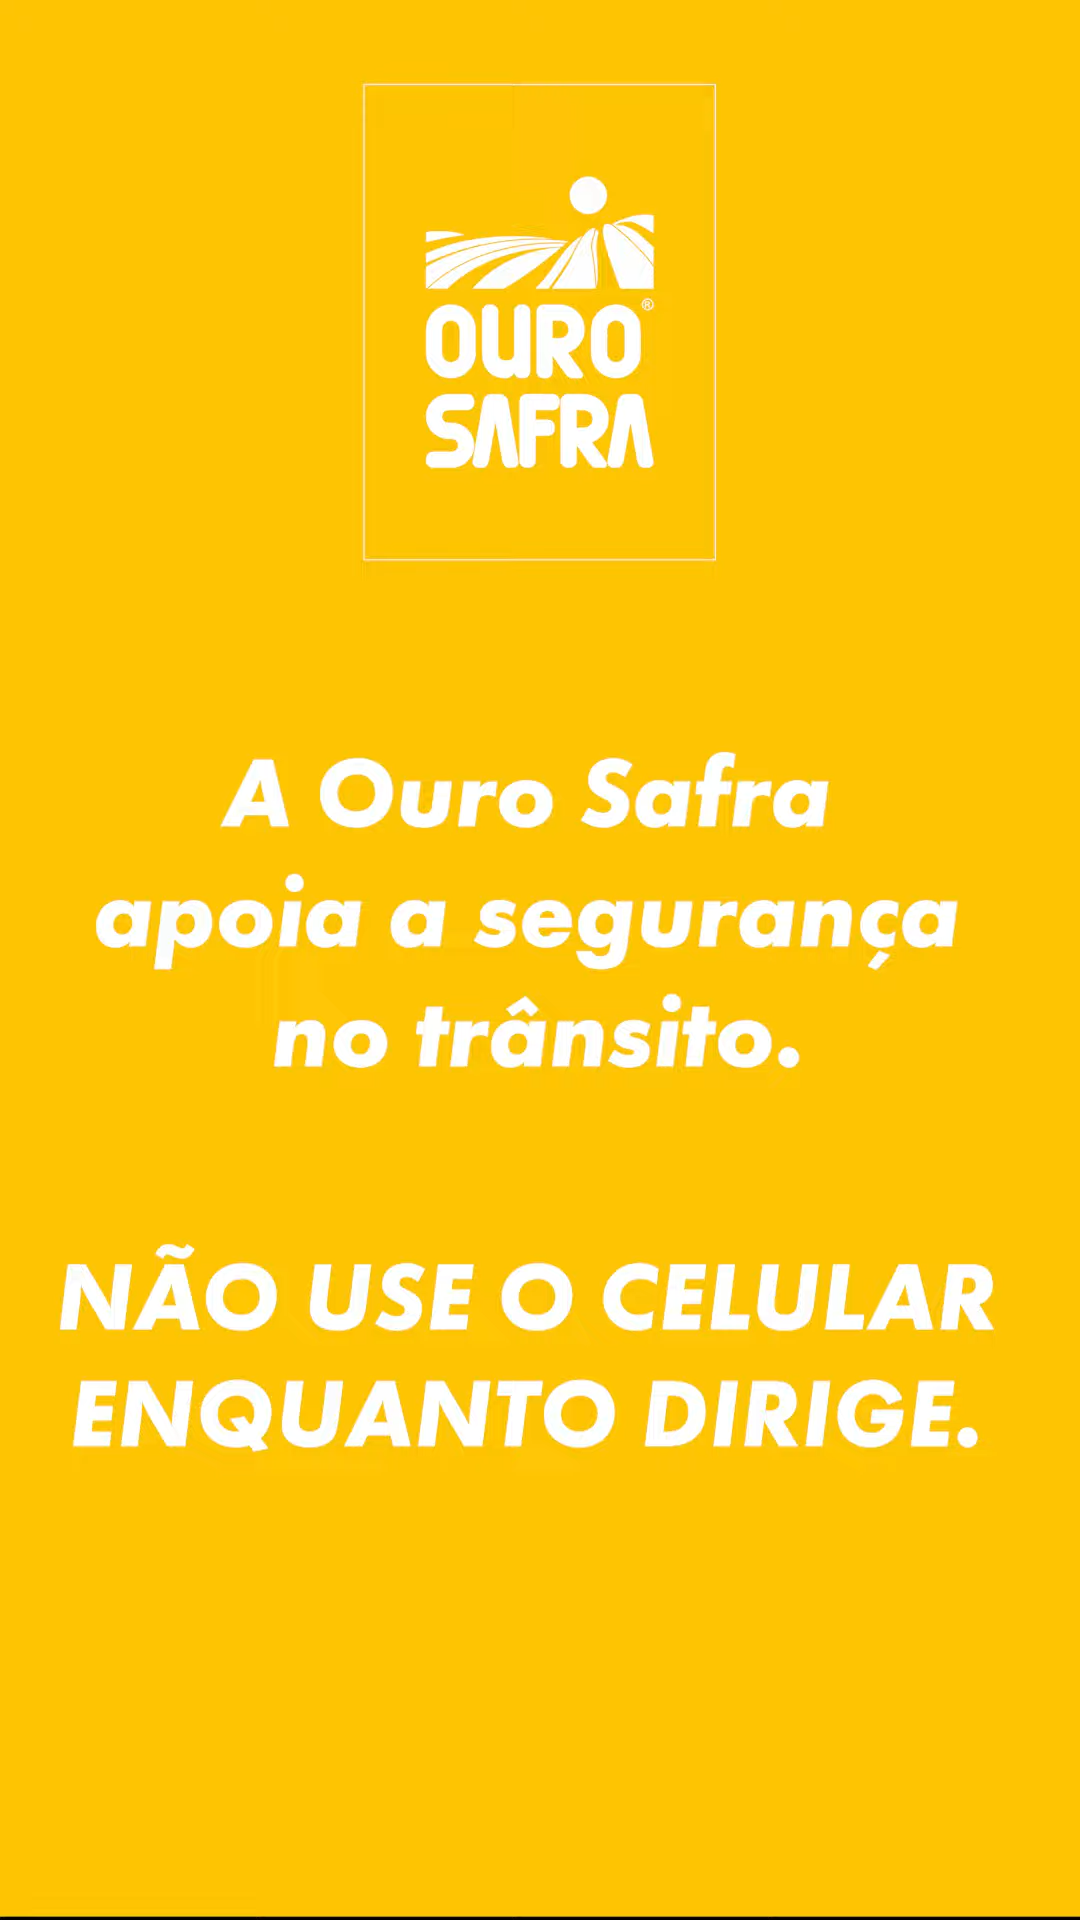 OURO®
SAFRA
A Ouro Safra
apoia a segurança
no trânsito.
NÃO USE O CELULAR
ENQUANTO DIRIGE.